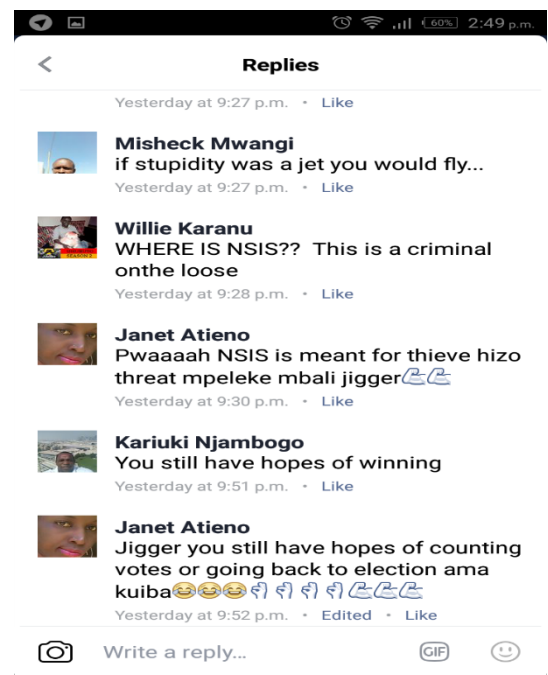 60% 2:49 p.m.
Replies
Yesterday at 9:27 p.m. • Like
Misheck Mwangi
if stupidity was a jet you would fly...
Yesterday at 9:27 p.m. • Like
Willie Karanu
WHERE IS NSIS?? This is a criminal
onthe loose
Yesterday at 9:28 p.m. • Like
Janet Atieno
Pwaaaah NSIS is meant for thieve hizo
threat mpeleke mbali jigger💪💪
Yesterday at 9:30 p.m. • Like
Kariuki Njambogo
You still have hopes of winning
Yesterday at 9:51 p.m. • Like
Janet Atieno
Jigger you still have hopes of counting
votes or going back to election ama
kuiba😂😂😂👌👌👌👌💪💪💪
Yesterday at 9:52 p.m. • Edited • Like
Write a reply...
GIF